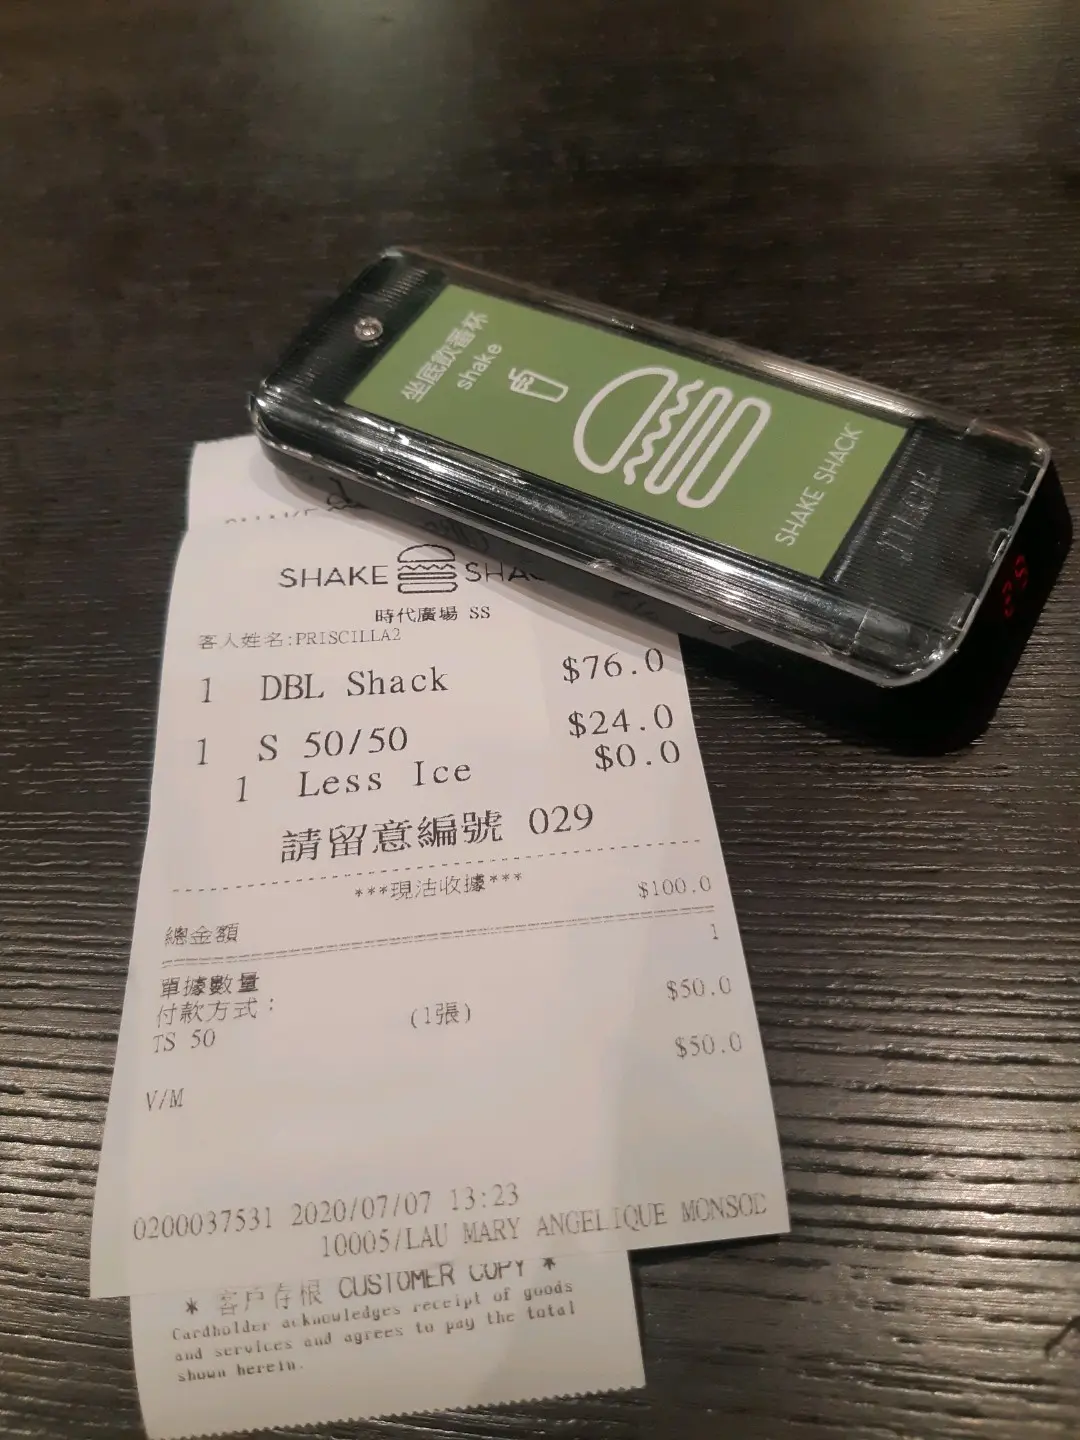 坐底飲番杯
shake
SHAKE SHACK
SHAKE SHAC
時代廣場 SS
客人姓名:PRISCILLA2
1 DBL Shack $76.0
1 S 50/50 $24.0
1 Less Ice $0.0
請留意編號 029
***現沽收據***
總金額 $100.0
單據數量 1
付款方式：
TS 50 (1張) $50.0
V/M $50.0
0200037531 2020/07/07 13:23
10005/LAU MARY ANGELIQUE MONSOD
* 客戶存根 CUSTOMER COPY *
Cardholder acknowledges receipt of goods
and services and agrees to pay the total
shown herein.